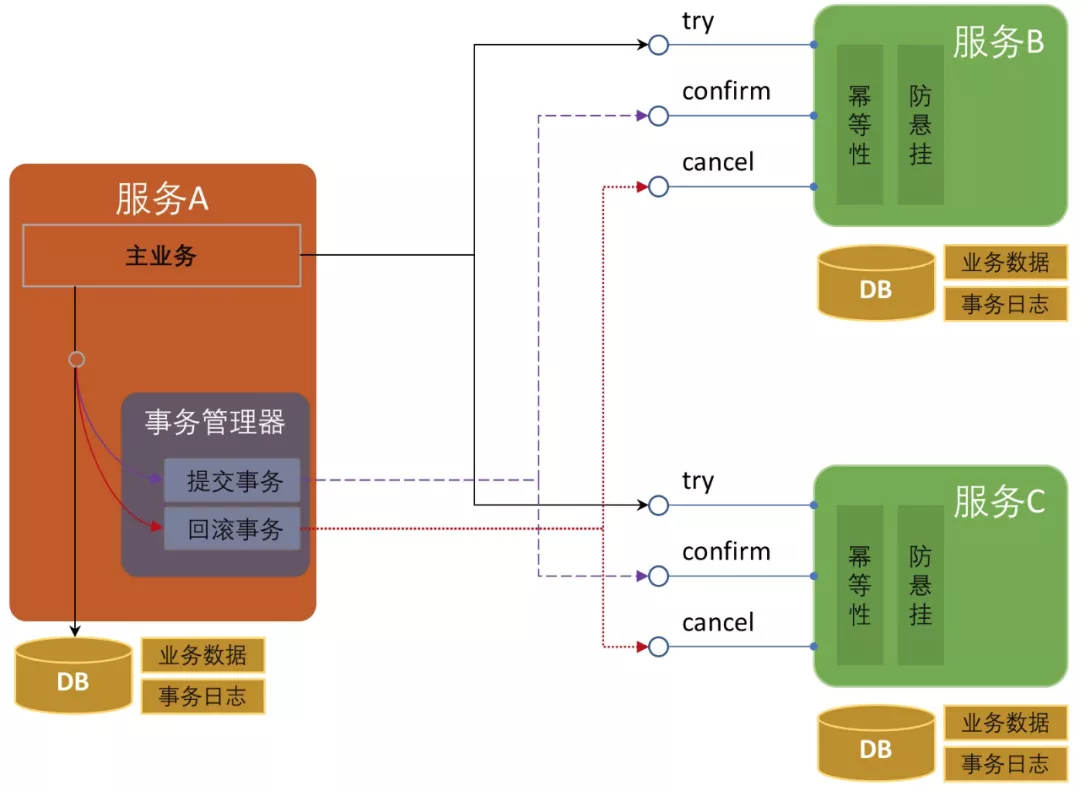 服务A
主业务
事务管理器
提交事务
回滚事务
DB
业务数据
事务日志
try
confirm
cancel
服务B
幂等性
防悬挂
DB
业务数据
事务日志
try
confirm
cancel
服务C
幂等性
防悬挂
DB
业务数据
事务日志